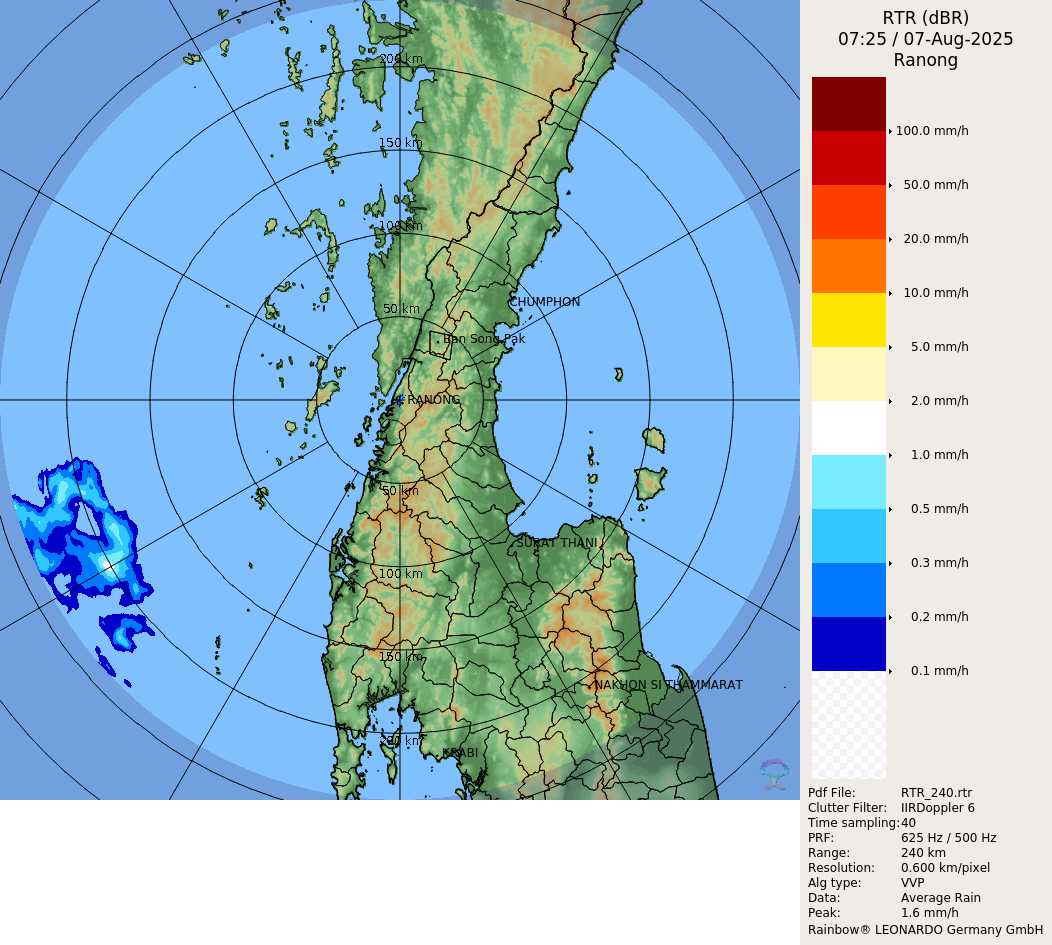 RTR (dBR)
07:25 / 07-Aug-2025
Ranong
100.0 mm/h
50.0 mm/h
20.0 mm/h
10.0 mm/h
5.0 mm/h
2.0 mm/h
1.0 mm/h
0.5 mm/h
0.3 mm/h
0.2 mm/h
0.1 mm/h
200 km
150 km
100 km
50 km
CHUMPHON
Ban Song Pak
RANONG
50 km
SURAT THANI
100 km
150 km
NAKHON SI THAMMARAT
200 km
KRABI
Pdf File: RTR_240.rtr
Clutter Filter: IIRDoppler 6
Time sampling:40
PRF: 625 Hz / 500 Hz
Range: 240 km
Resolution: 0.600 km/pixel
Alg type: VVP
Data: Average Rain
Peak: 1.6 mm/h
Rainbow® LEONARDO Germany GmbH